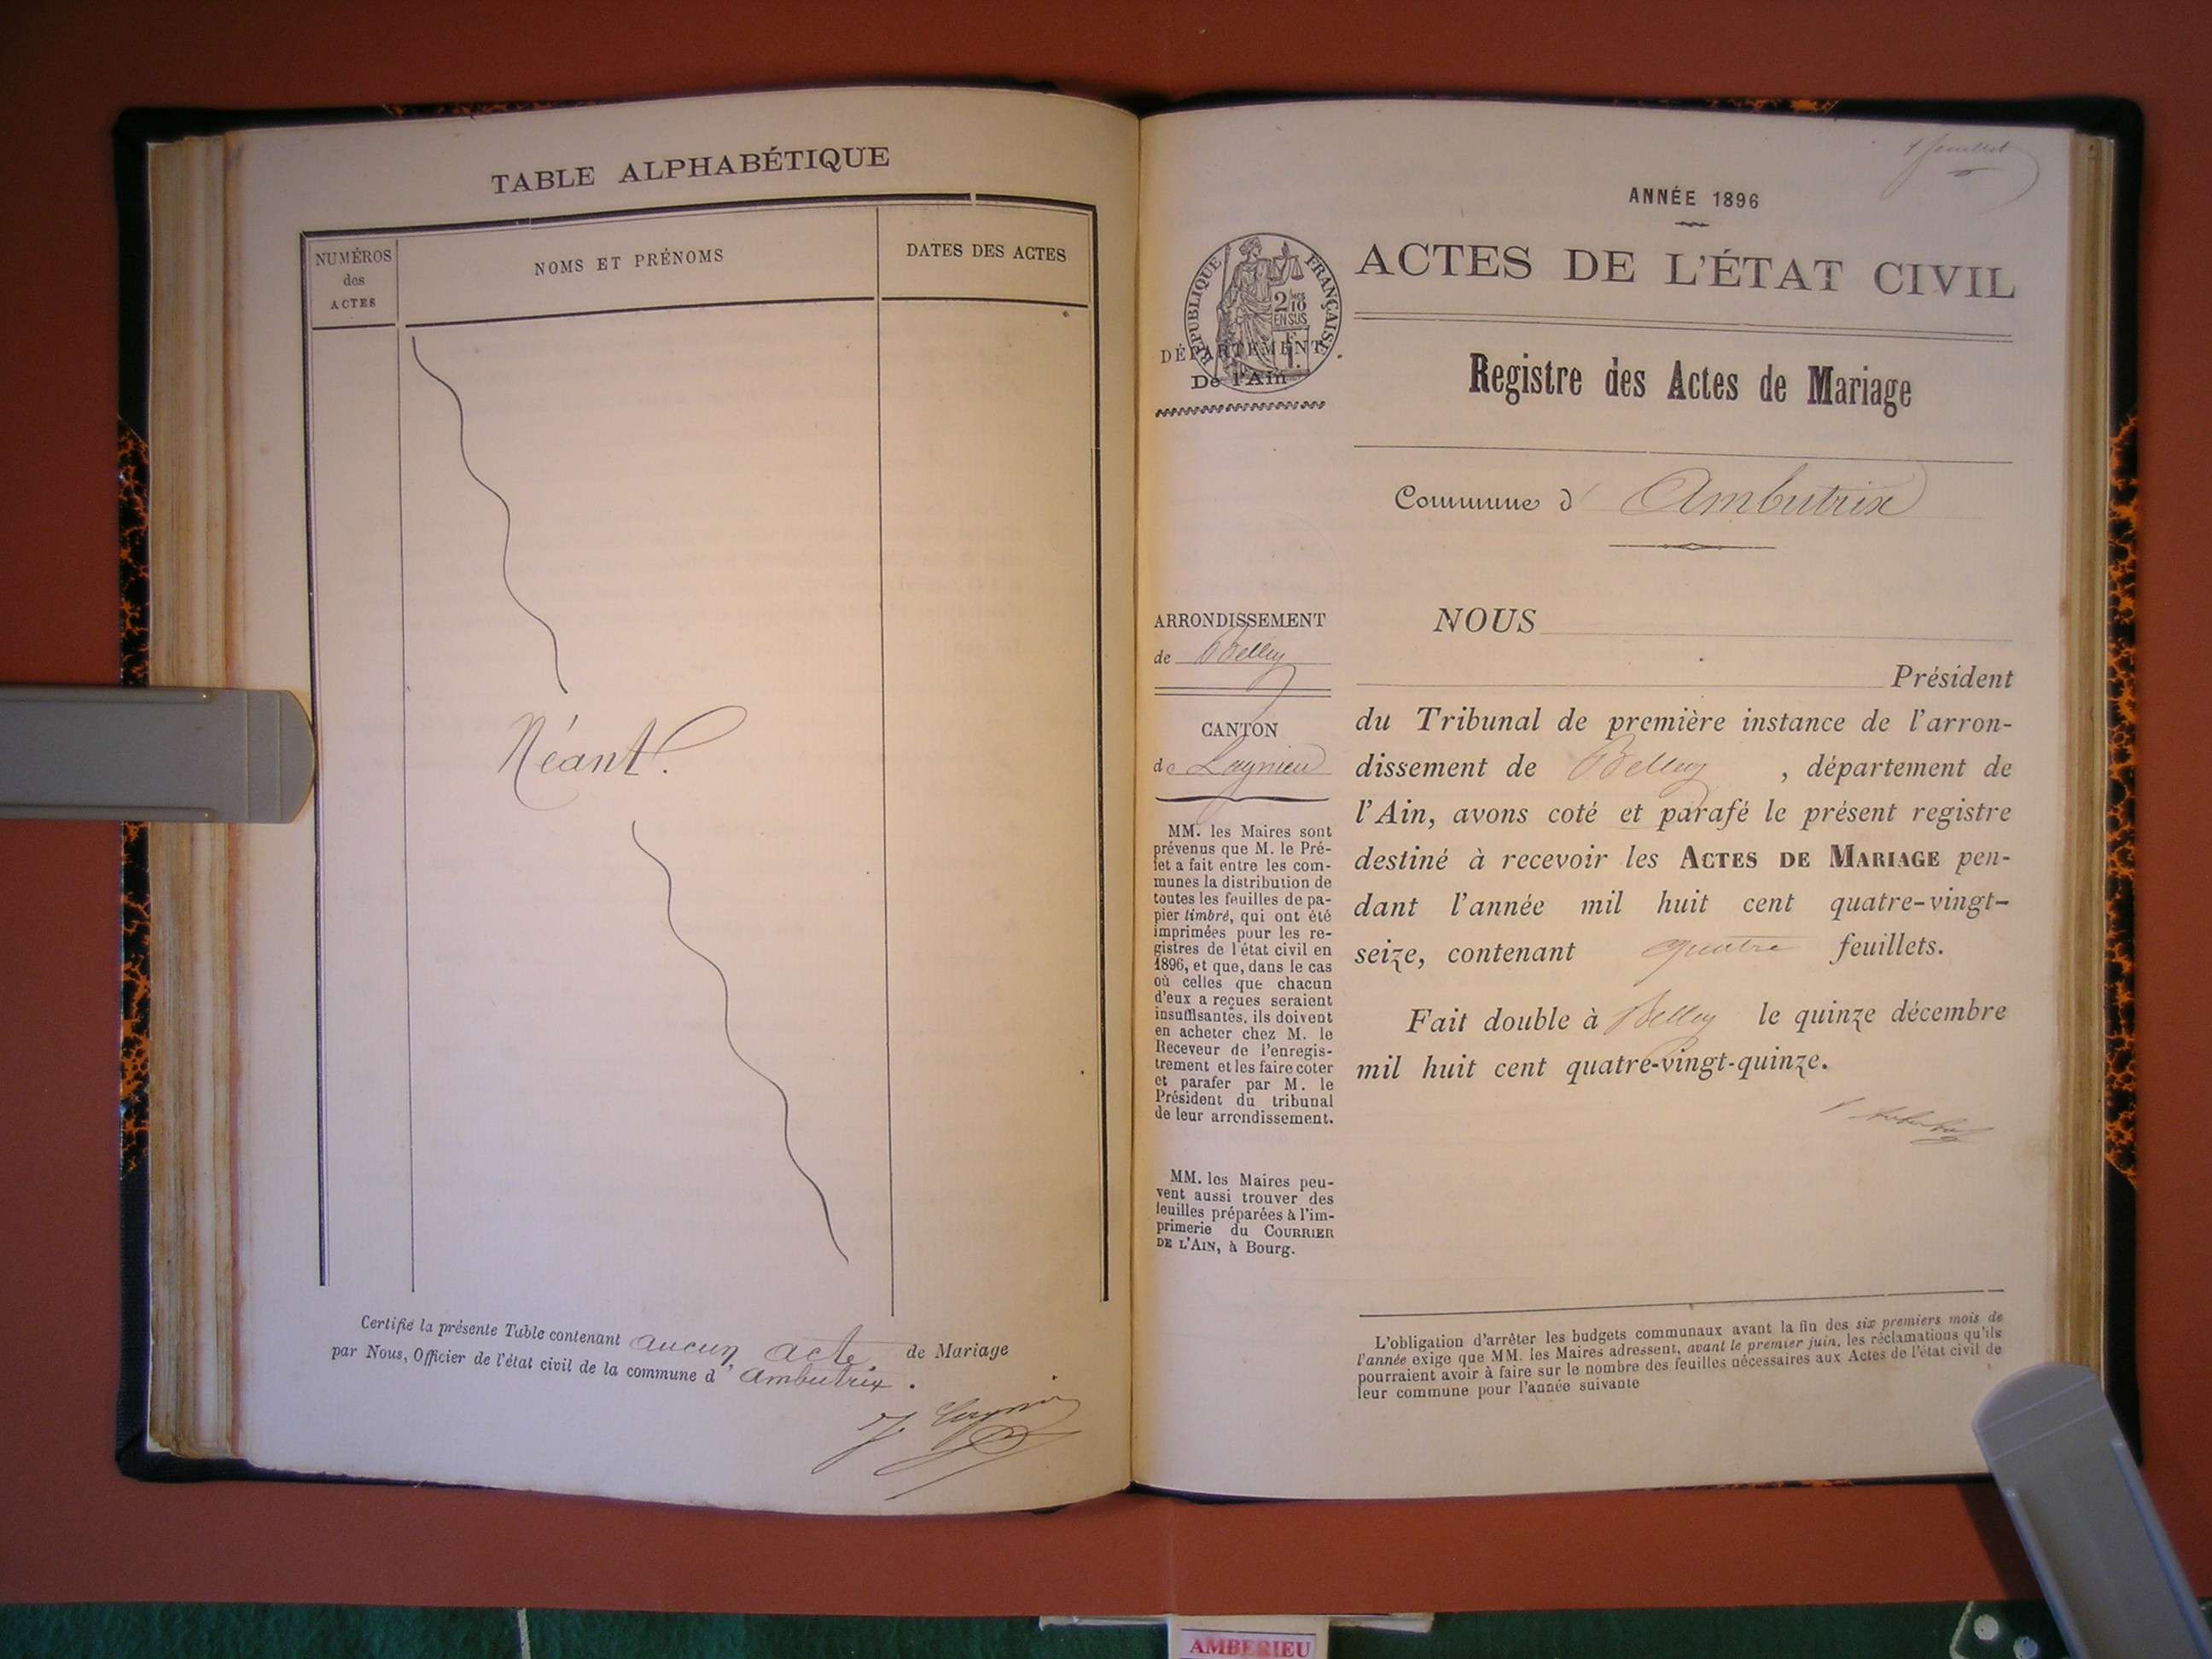 TABLE ALPHABÉTIQUE
NUMÉROS
des
ACTES
NOMS ET PRÉNOMS
DATES DES ACTES
Néant.
Certifié la présente Table contenant aucun acte de Mariage
par Nous, Officier de l'état civil de la commune d'Ambutrix.
1er feuillet
ANNÉE 1896
ACTES DE L'ÉTAT CIVIL
RÉPUBLIQUE FRANÇAISE
2/10 EN SUS
DÉPARTEMENT
De l'Ain
Registre des Actes de Mariage
Commune d' Ambutrix
ARRONDISSEMENT
de Belley
CANTON
de Lagnieu
MM. les Maires sont
prévenus que M. le Pré-
fet a fait entre les com-
munes la distribution de
toutes les feuilles de pa-
pier timbré, qui ont été
imprimées pour les re-
gistres de l'état civil en
1896, et que, dans le cas
où celles que chacun
d'eux a reçues seraient
insuffisantes, ils doivent
en acheter chez M. le
Receveur de l'enregis-
trement et les faire coter
et parafer par M. le
Président du tribunal
de leur arrondissement.
MM. les Maires peu-
vent aussi trouver des
feuilles préparées à l'im-
primerie du COURRIER
DE L'AIN, à Bourg.
NOUS
Président
du Tribunal de première instance de l'arron-
dissement de Belley , département de
l'Ain, avons coté et parafé le présent registre
destiné à recevoir les ACTES DE MARIAGE pen-
dant l'année mil huit cent quatre-vingt-
seize, contenant quatre feuillets.
Fait double à Belley le quinze décembre
mil huit cent quatre-vingt-quinze.
L'obligation d'arrêter les budgets communaux avant la fin des six premiers mois de
l'année exige que MM. les Maires adressent, avant le premier juin, les réclamations qu'ils
pourraient avoir à faire sur le nombre des feuilles nécessaires aux Actes de l'état civil de
leur commune pour l'année suivante
AMBERIEU